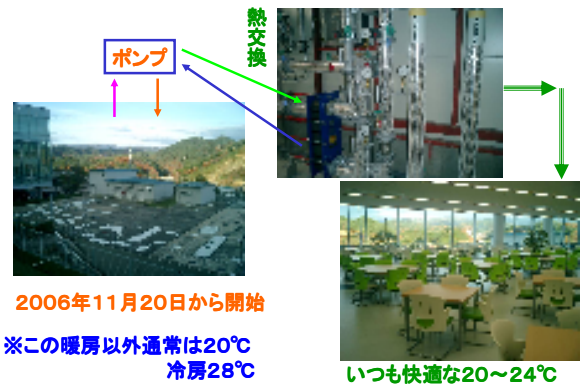 熱交換
ポンプ
2006年11月20日から開始
※この暖房以外通常は20℃
冷房28℃
いつも快適な20～24℃